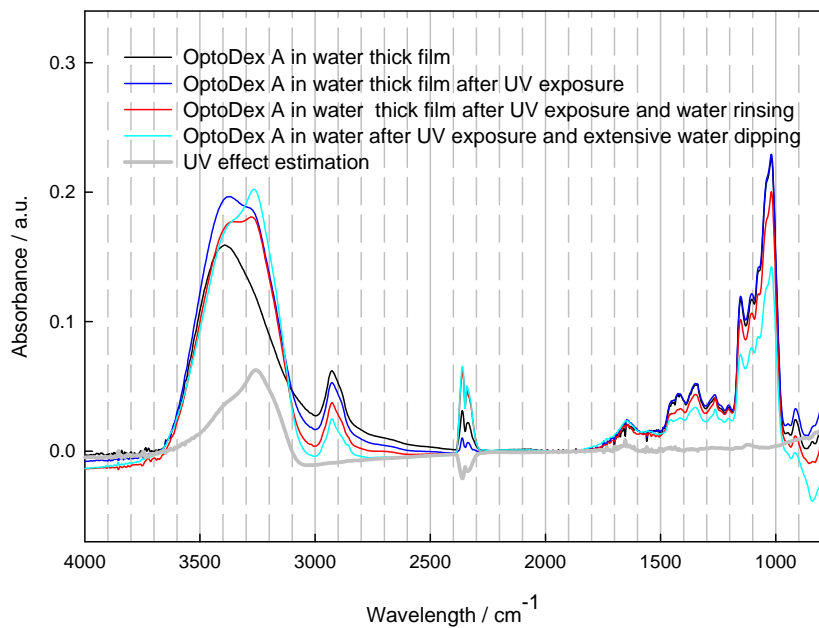 0.3
0.2
0.1
0.0
Absorbance / a.u.
OptoDex A in water thick film
OptoDex A in water thick film after UV exposure
OptoDex A in water  thick film after UV exposure and water rinsing
OptoDex A in water after UV exposure and extensive water dipping
UV effect estimation
4000 3500 3000 2500 2000 1500 1000
Wavelength / cm⁻¹